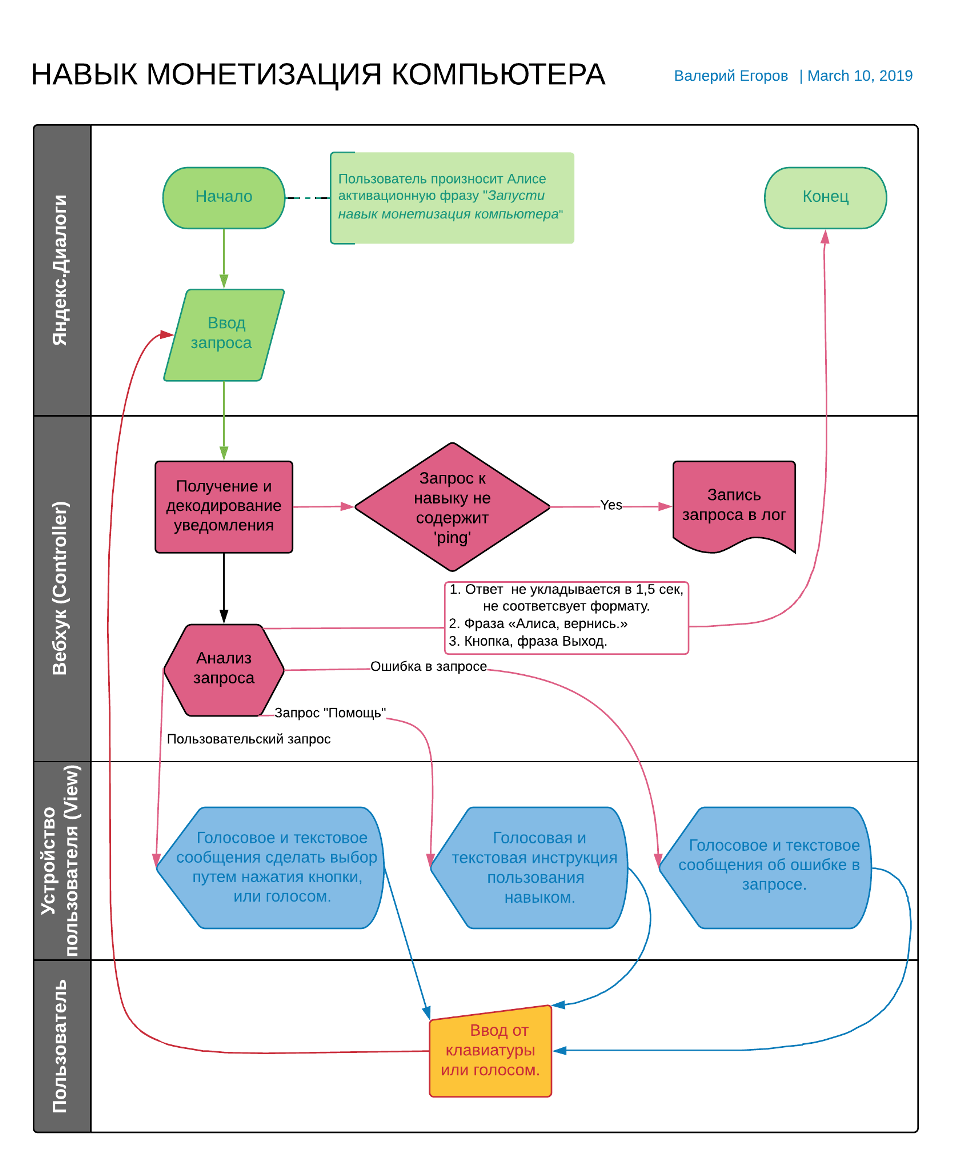 НАВЫК МОНЕТИЗАЦИЯ КОМПЬЮТЕРА
Валерий Егоров | March 10, 2019
Яндекс.Диалоги
Начало
Пользователь произносит Алисе
активационную фразу "Запусти
навык монетизация компьютера"
Конец
Ввод
запроса
Вебхук (Controller)
Получение и
декодирование
уведомления
Запрос к
навыку не
содержит
'ping'
Yes
Запись
запроса в лог
1. Ответ не укладывается в 1,5 сек,
не соответсвует формату.
2. Фраза «Алиса, вернись.»
3. Кнопка, фраза Выход.
Анализ
запроса
Ошибка в запросе
Запрос "Помощь"
Пользовательский запрос
Устройство
пользователя (View)
Голосовое и текстовое
сообщения сделать выбор
путем нажатия кнопки,
или голосом.
Голосовая и
текстовая инструкция
пользования
навыком.
Голосовое и текстовое
сообщения об ошибке в
запросе.
Пользователь
Ввод от
клавиатуры
или голосом.